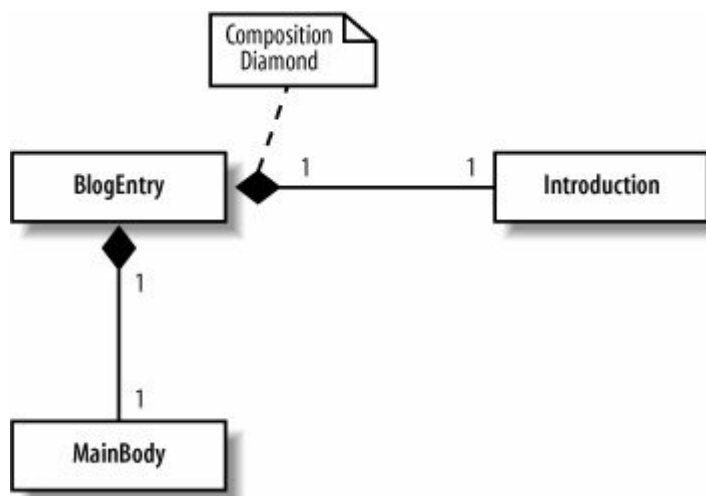 Composition
Diamond
BlogEntry
1
1
Introduction
1
1
MainBody